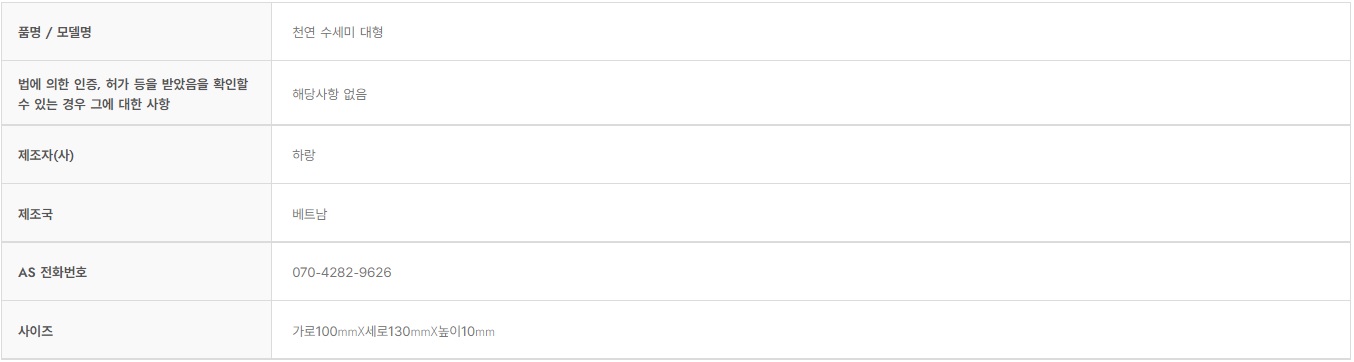 품명 / 모델명
천연 수세미 대형
법에 의한 인증, 허가 등을 받았음을 확인할
수 있는 경우 그에 대한 사항
해당사항 없음
제조자(사)
하랑
제조국
베트남
AS 전화번호
070-4282-9626
사이즈
가로100mmX세로130mmX높이10mm